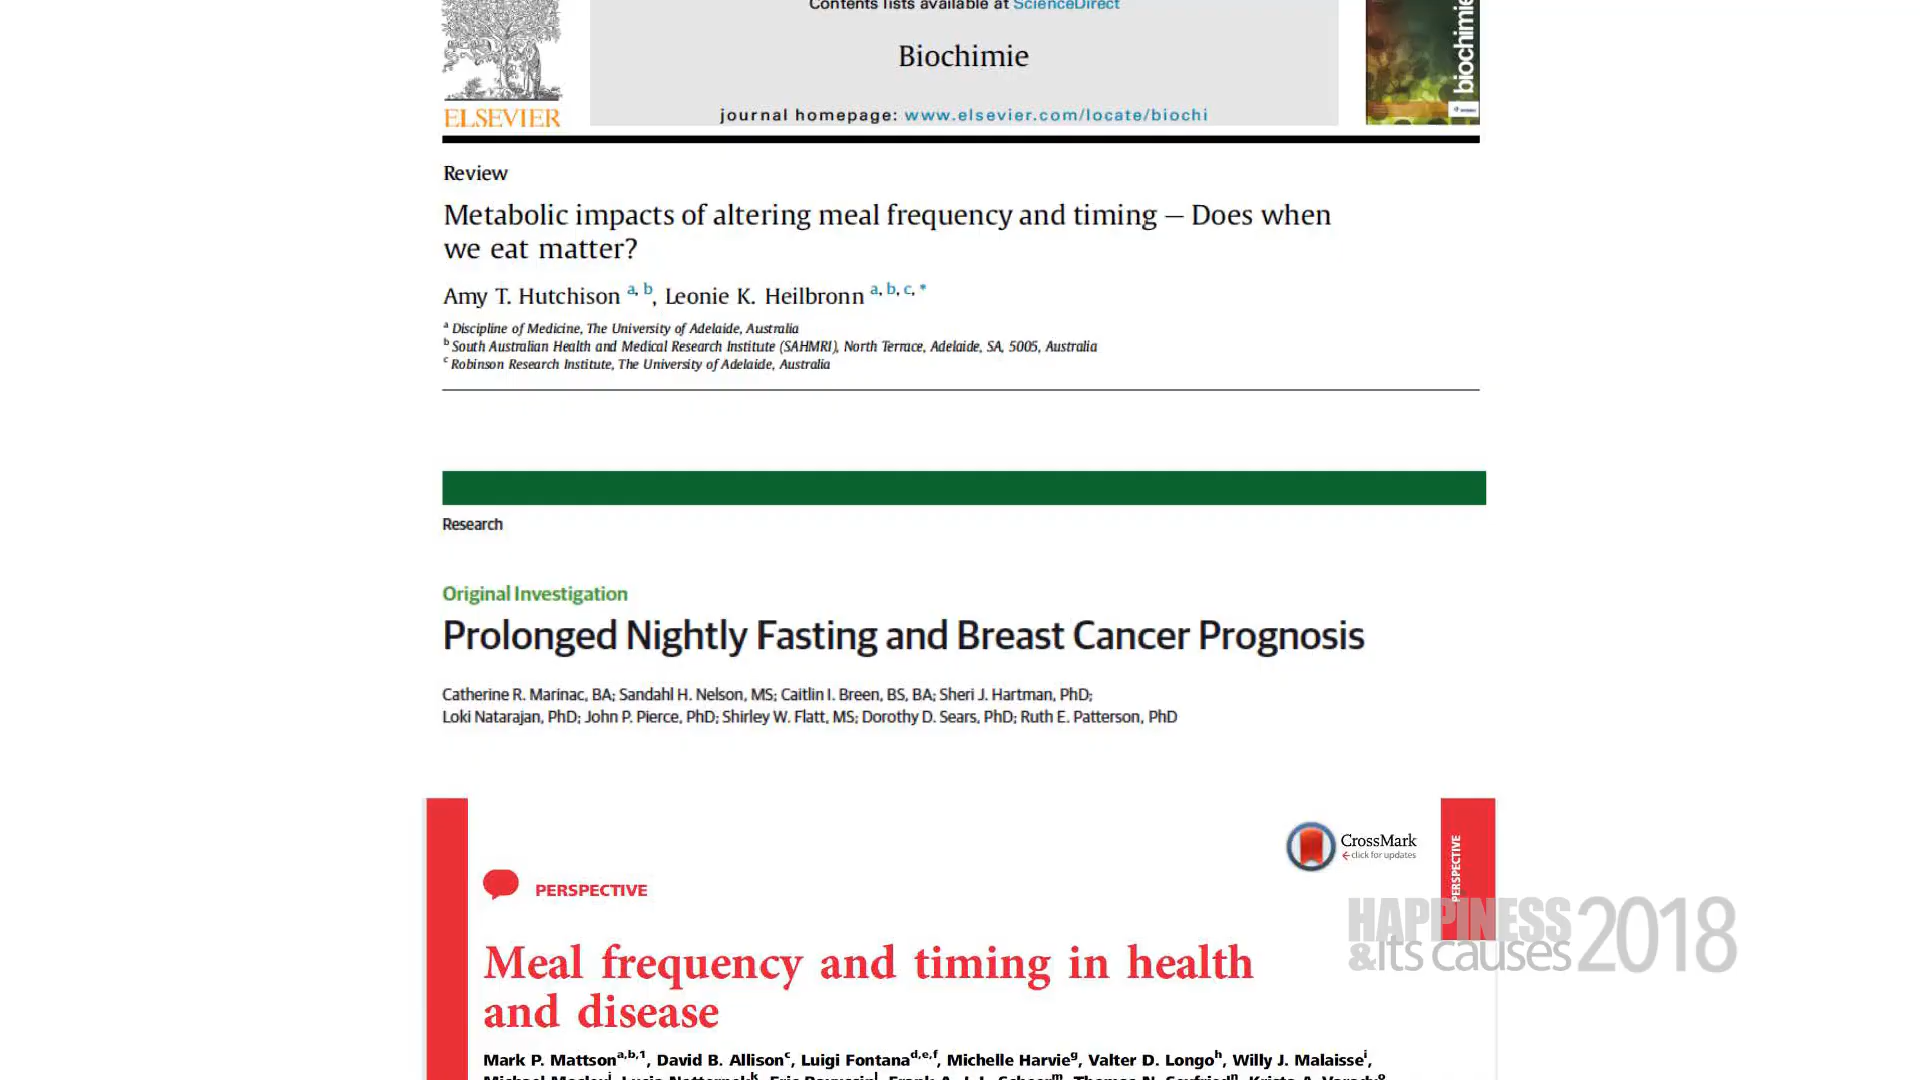 Contents lists available at ScienceDirect
Biochimie
journal homepage: www.elsevier.com/locate/biochi
ELSEVIER
biochimie
Review
Metabolic impacts of altering meal frequency and timing – Does when
we eat matter?
Amy T. Hutchison a, b, Leonie K. Heilbronn a, b, c, *
a Discipline of Medicine, The University of Adelaide, Australia
b South Australian Health and Medical Research Institute (SAHMRI), North Terrace, Adelaide, SA, 5005, Australia
c Robinson Research Institute, The University of Adelaide, Australia
Research
Original Investigation
Prolonged Nightly Fasting and Breast Cancer Prognosis
Catherine R. Marinac, BA; Sandahl H. Nelson, MS; Caitlin I. Breen, BS, BA; Sheri J. Hartman, PhD;
Loki Natarajan, PhD; John P. Pierce, PhD; Shirley W. Flatt, MS; Dorothy D. Sears, PhD; Ruth E. Patterson, PhD
CrossMark
click for updates
PERSPECTIVE
PERSPECTIVE
HAPPINESS
&its causes 2018
Meal frequency and timing in health
and disease
Mark P. Mattson a,b,1, David B. Allison c, Luigi Fontana d,e,f, Michelle Harvie g, Valter D. Longo h, Willy J. Malaisse i,